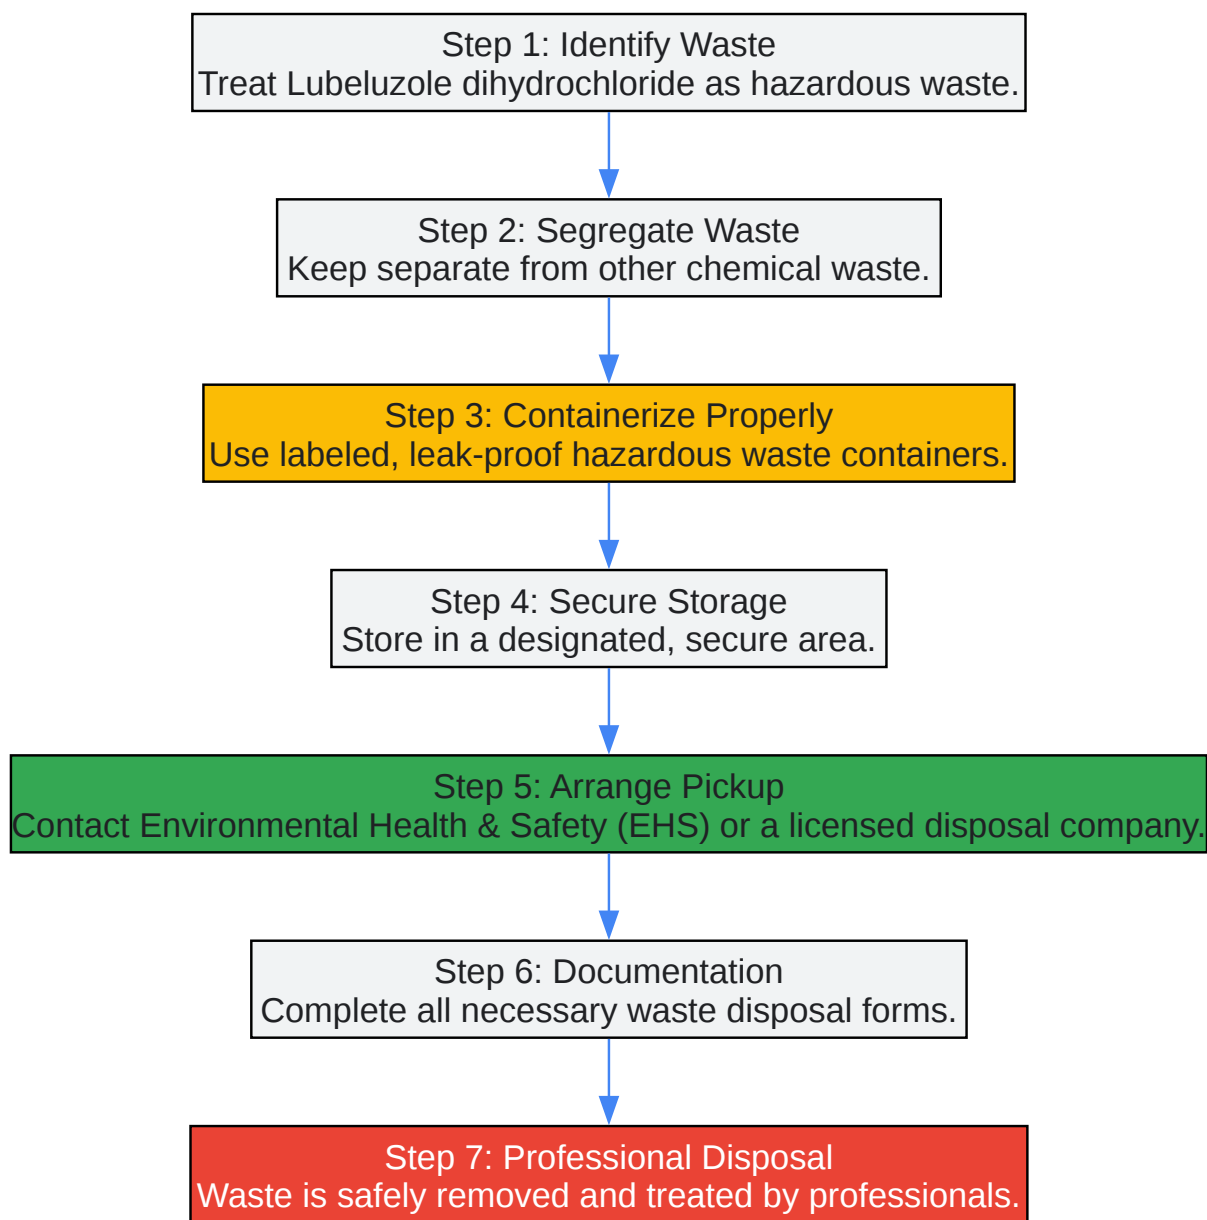 Step 1: Identify Waste
Treat Lubeluzole dihydrochloride as hazardous waste.
Step 2: Segregate Waste
Keep separate from other chemical waste.
Step 3: Containerize Properly
Use labeled, leak-proof hazardous waste containers.
Step 4: Secure Storage
Store in a designated, secure area.
Step 5: Arrange Pickup
Contact Environmental Health & Safety (EHS) or a licensed disposal company.
Step 6: Documentation
Complete all necessary waste disposal forms.
Step 7: Professional Disposal
Waste is safely removed and treated by professionals.